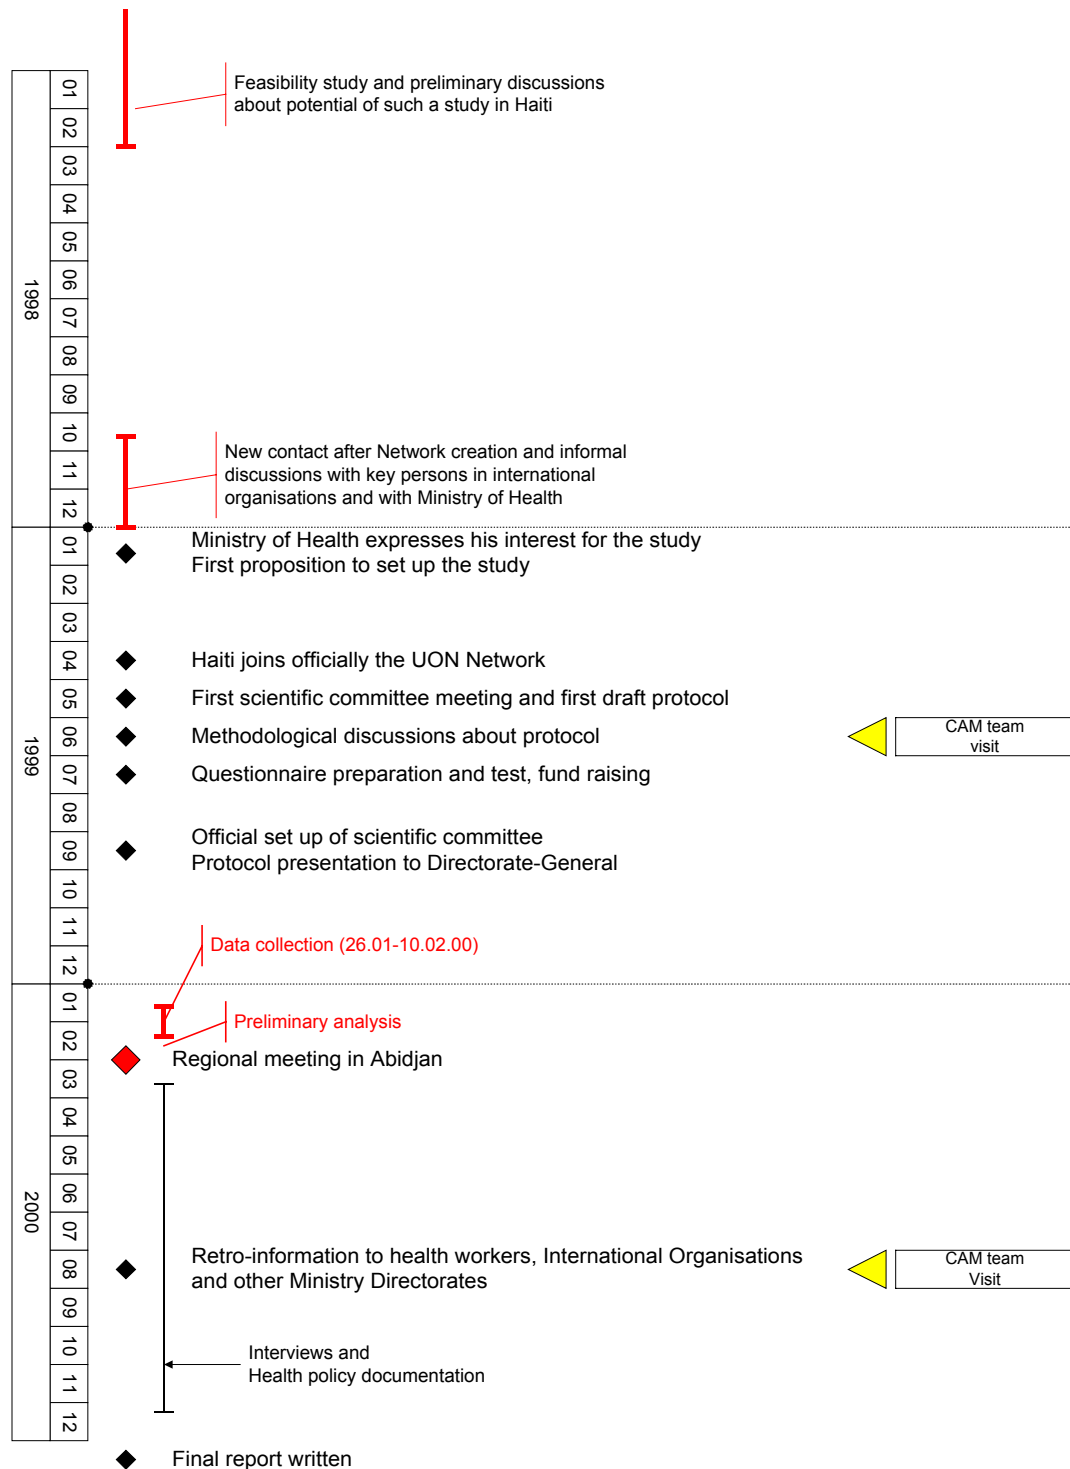 Feasibility study and preliminary discussions
about potential of such a study in Haiti
1998
01
02
03
04
05
06
07
08
09
10
11
12
New contact after Network creation and informal
discussions with key persons in international
organisations and with Ministry of Health
1999
01
02
03
04
05
06
07
08
09
10
11
12
Ministry of Health expresses his interest for the study
First proposition to set up the study
Haiti joins officially the UON Network
First scientific committee meeting and first draft protocol
Methodological discussions about protocol
CAM team
visit
Questionnaire preparation and test, fund raising
Official set up of scientific committee
Protocol presentation to Directorate-General
Data collection (26.01-10.02.00)
2000
01
02
03
04
05
06
07
08
09
10
11
12
Preliminary analysis
Regional meeting in Abidjan
Retro-information to health workers, International Organisations
and other Ministry Directorates
CAM team
Visit
Interviews and
Health policy documentation
Final report written